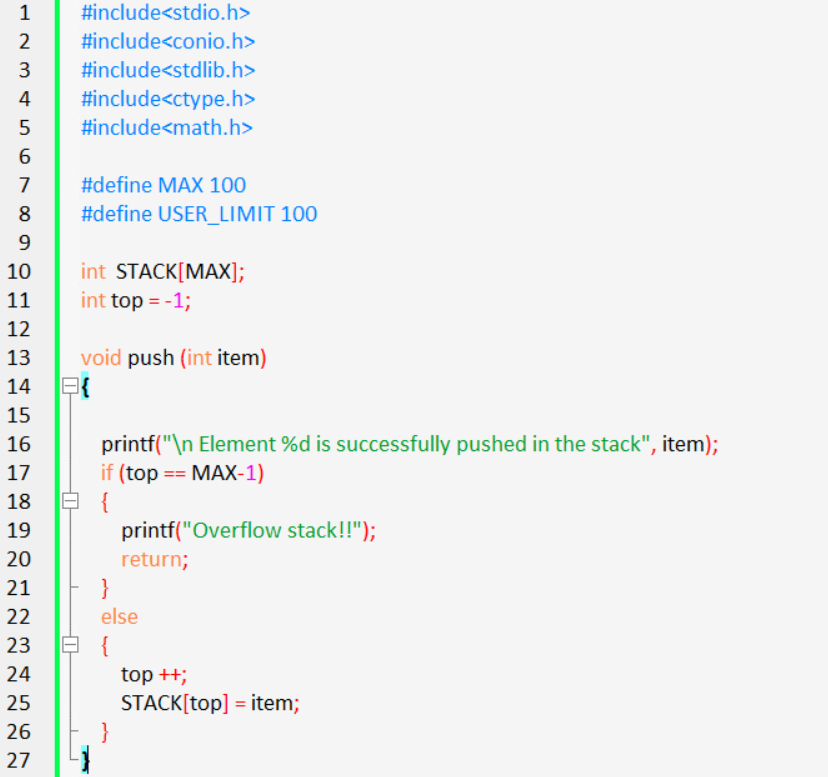 1 #include<stdio.h>
2 #include<conio.h>
3 #include<stdlib.h>
4 #include<ctype.h>
5 #include<math.h>
6
7 #define MAX 100
8 #define USER_LIMIT 100
9
10 int  STACK[MAX];
11 int top = -1;
12
13 void push (int item)
14 {
15
16 printf("\n Element %d is successfully pushed in the stack", item);
17 if (top == MAX-1)
18 {
19 printf("Overflow stack!!");
20 return;
21 }
22 else
23 {
24 top ++;
25 STACK[top] = item;
26 }
27 }